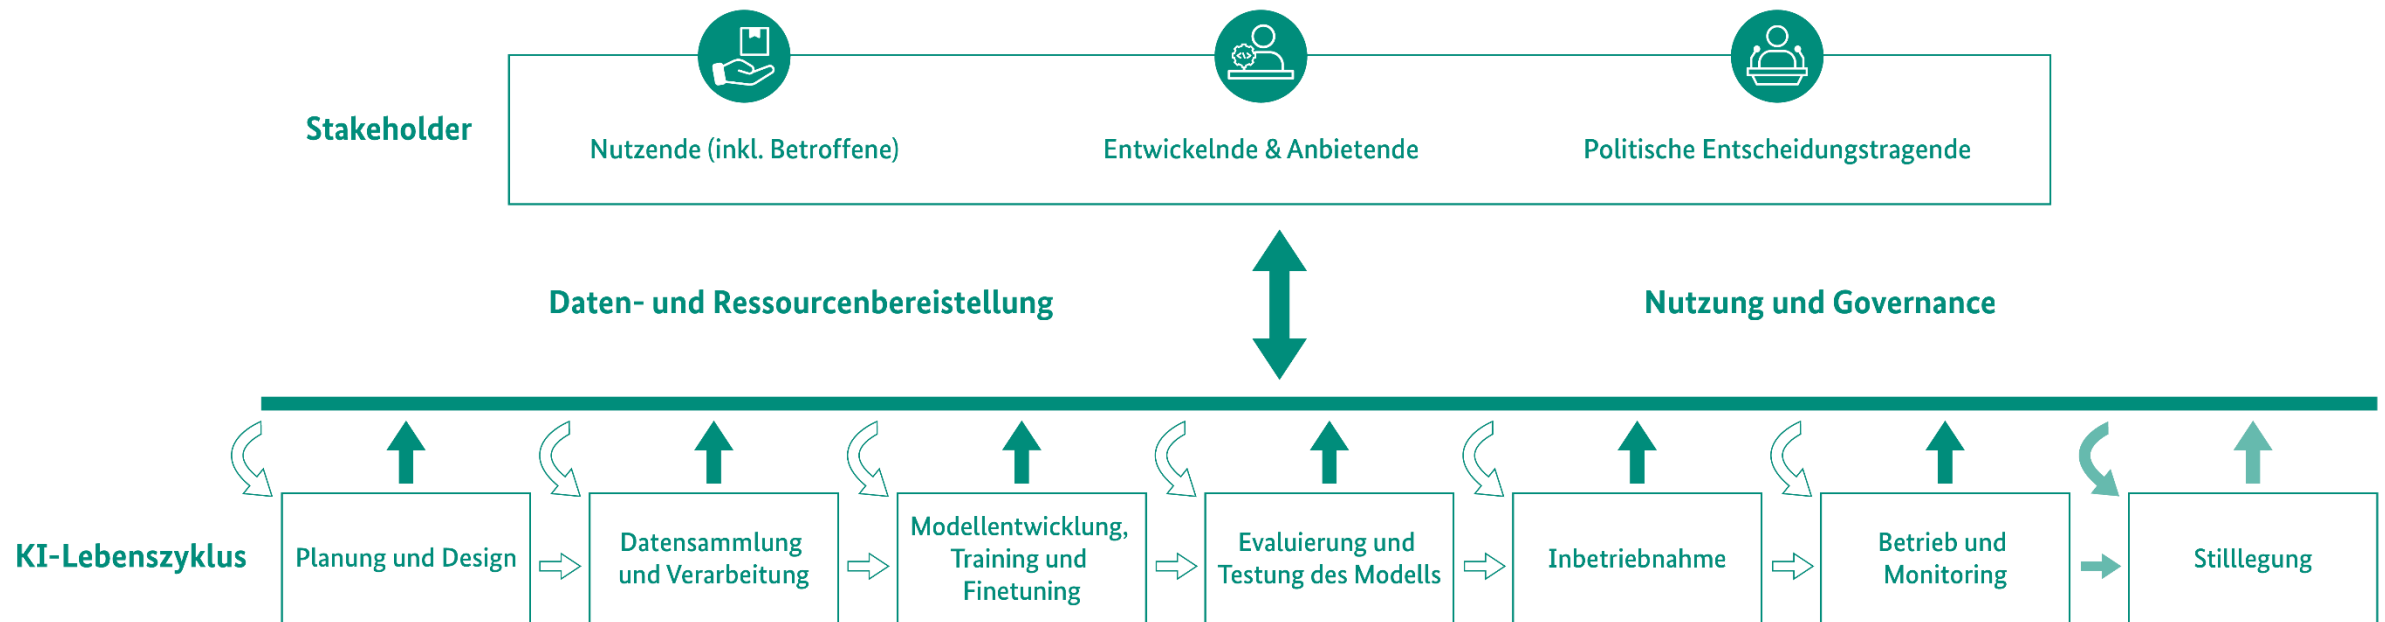 Stakeholder
Nutzende (inkl. Betroffene)
Entwickelnde & Anbietende
Politische Entscheidungstragende
Daten- und Ressourcenbereistellung
Nutzung und Governance
KI-Lebenszyklus
Planung und Design
Datensammlung
und Verarbeitung
Modellentwicklung,
Training und
Finetuning
Evaluierung und
Testung des Modells
Inbetriebnahme
Betrieb und
Monitoring
Stilllegung